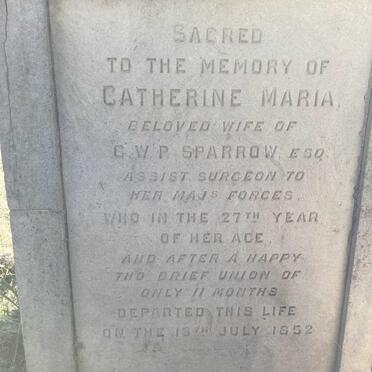 SACRED
TO THE MEMORY OF
CATHERINE MARIA,
BELOVED WIFE OF
G.W.P. SPARROW, ESQ.
ASSIST SURGEON TO
HER MAJS FORCES.
WHO IN THE 27TH YEAR
OF HER AGE,
AND AFTER A HAPPY
THO BRIEF UNION OF
ONLY 11 MONTHS
DEPARTED THIS LIFE
ON THE 13TH JULY 1852